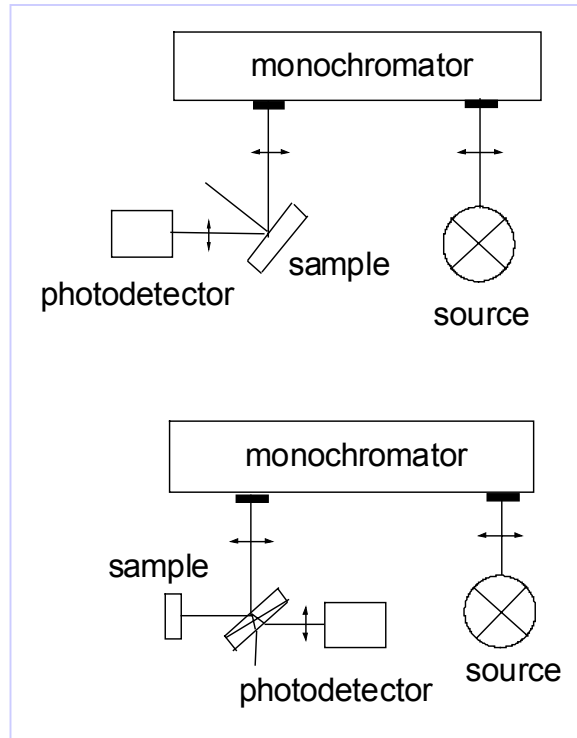 monochromator
sample
photodetector
source
monochromator
sample
photodetector
source